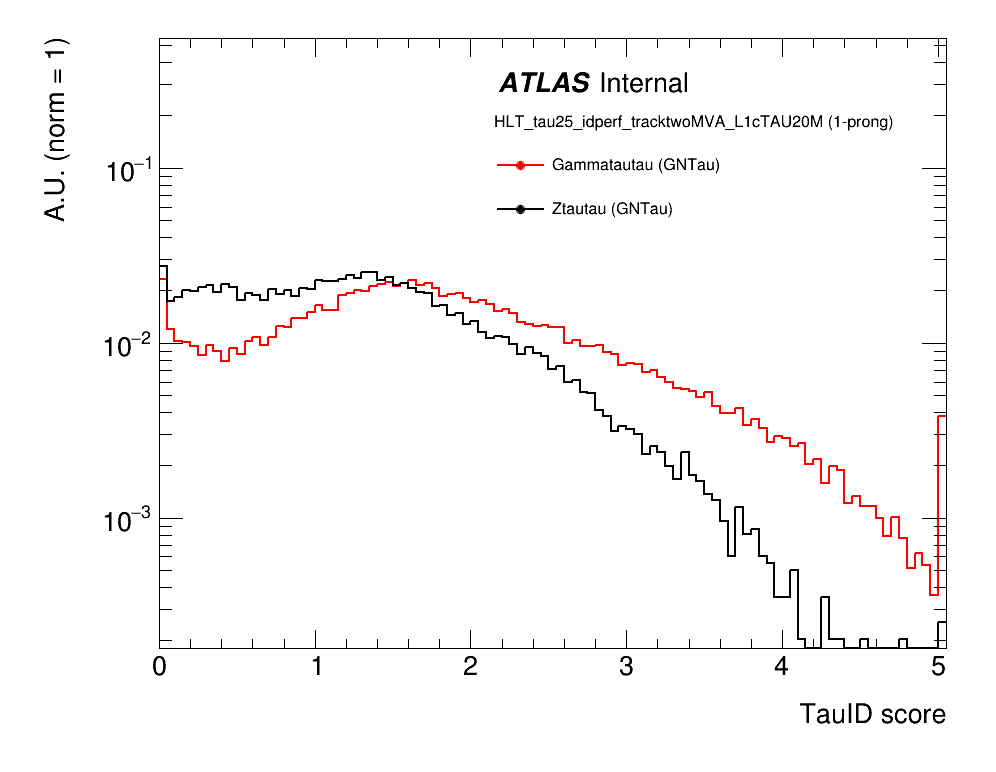 A.U. (norm = 1)
ATLAS Internal
HLT_tau25_idperf_tracktwoMVA_L1cTAU20M (1-prong)
Gammatautau (GNTau)
Ztautau (GNTau)
10⁻¹
10⁻²
10⁻³
0 1 2 3 4 5
TauID score